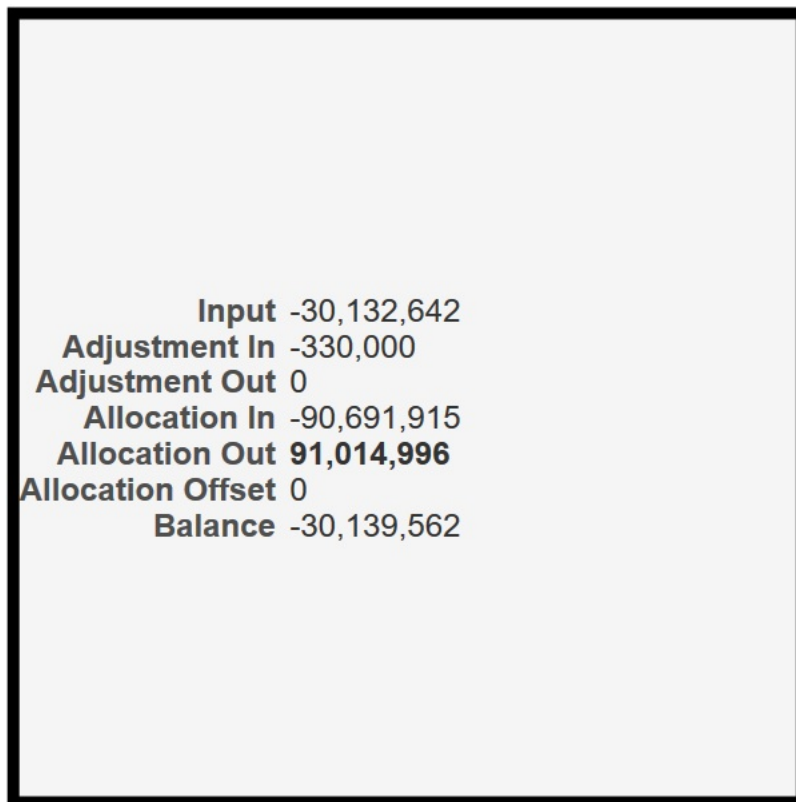 Input -30,132,642
Adjustment In -330,000
Adjustment Out 0
Allocation In -90,691,915
Allocation Out 91,014,996
Allocation Offset 0
Balance -30,139,562